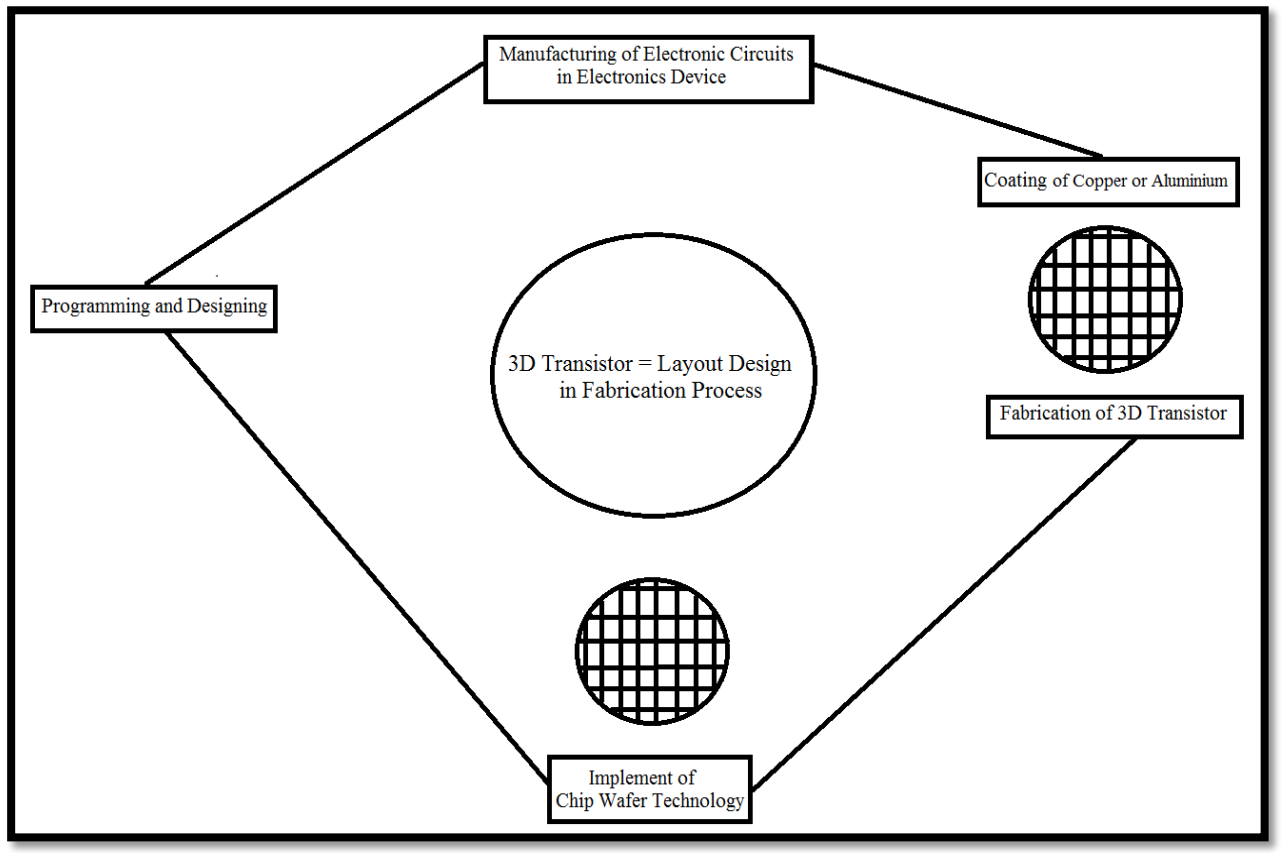 Manufacturing of Electronic Circuits
in Electronics Device
Coating of Copper or Aluminium
Programming and Designing
3D Transistor = Layout Design
in Fabrication Process
Fabrication of 3D Transistor
Implement of
Chip Wafer Technology